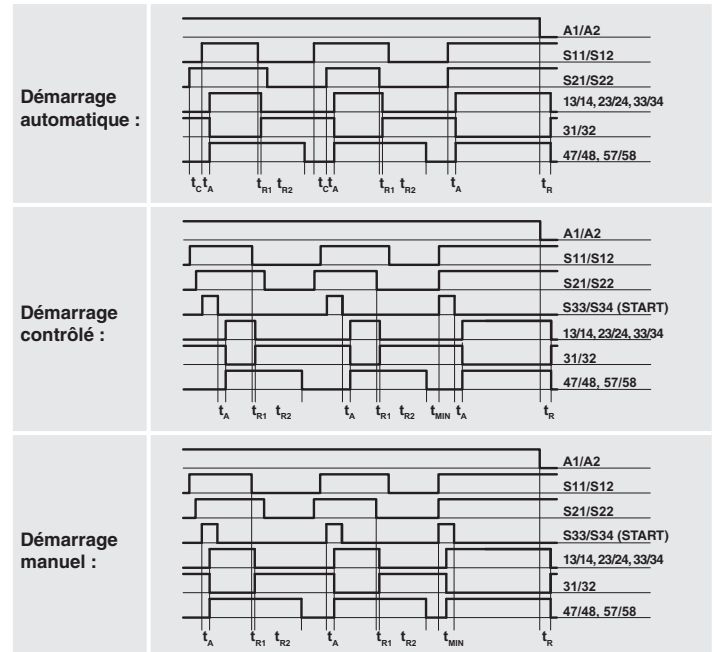 Démarrage
automatique :
A1/A2
S11/S12
S21/S22
13/14, 23/24, 33/34
31/32
47/48, 57/58
tC tA tR1 tR2 tC tA tR1 tR2 tA tR
Démarrage
contrôlé :
A1/A2
S11/S12
S21/S22
S33/S34 (START)
13/14, 23/24, 33/34
31/32
47/48, 57/58
tA tR1 tR2 tA tR1 tR2 tMIN tA tR
Démarrage
manuel :
A1/A2
S11/S12
S21/S22
S33/S34 (START)
13/14, 23/24, 33/34
31/32
47/48, 57/58
tA tR1 tR2 tA tR1 tR2 tMIN tR